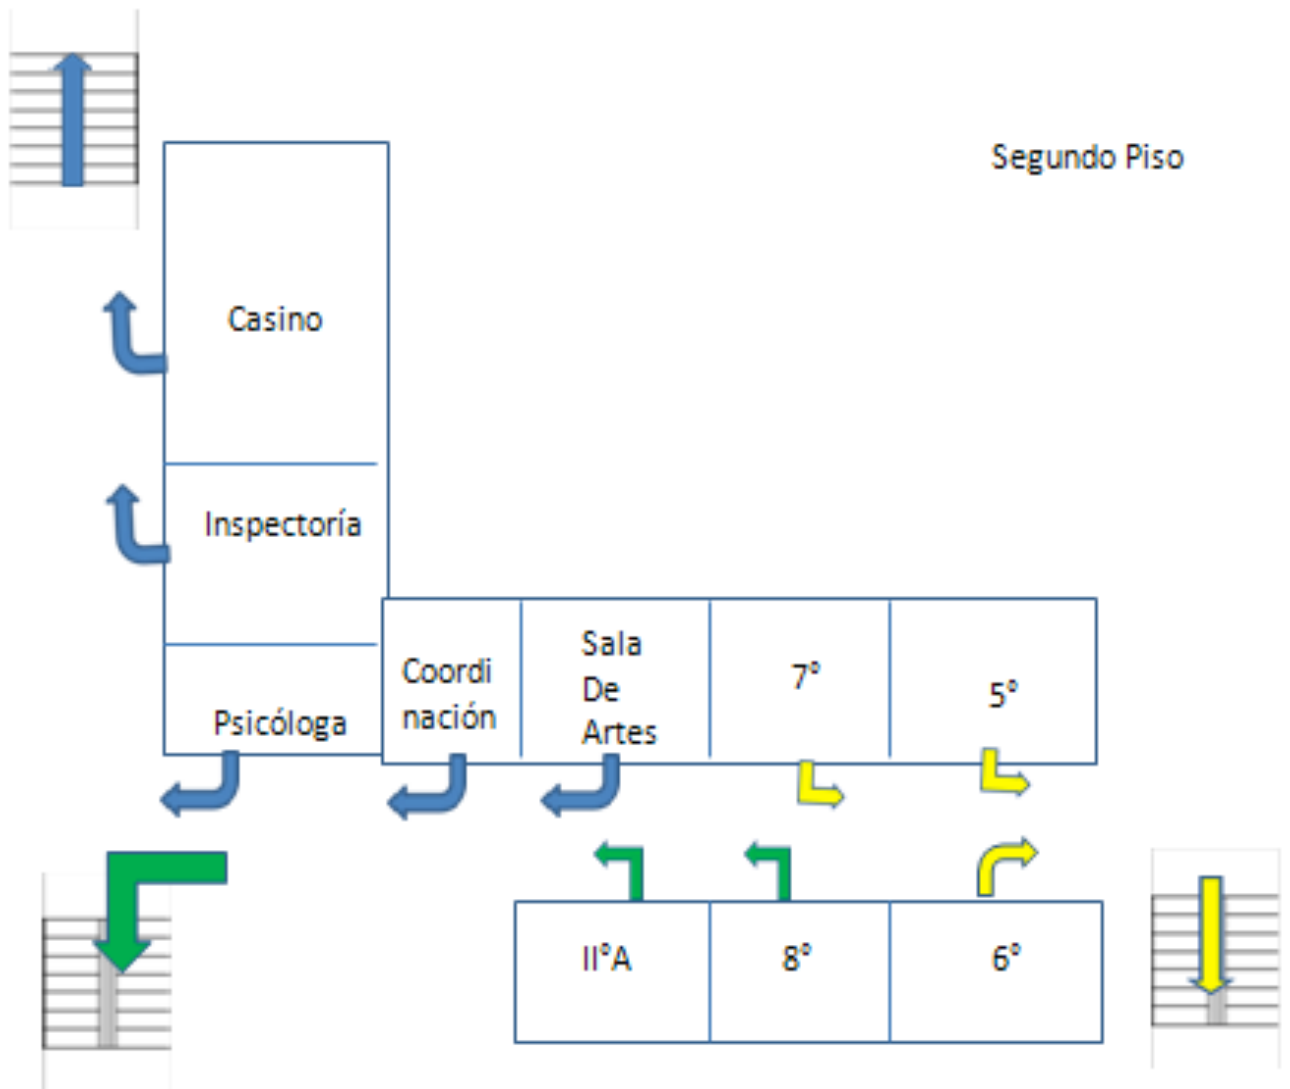 Segundo Piso
Casino
Inspectoría
Psicóloga
Coordi
nación
Sala
De
Artes
7°
5°
II°A
8°
6°